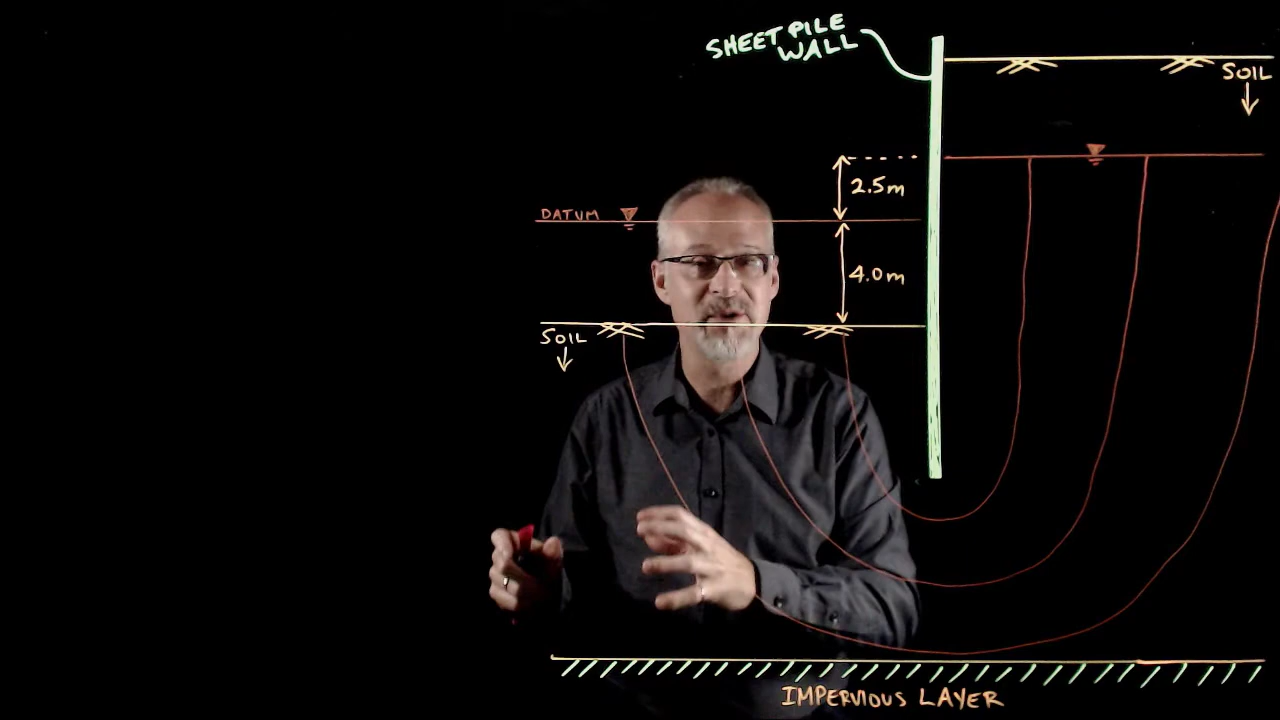 SHEET PILE
WALL
SOIL
2.5m
DATUM
4.0m
SOIL
IMPERVIOUS LAYER